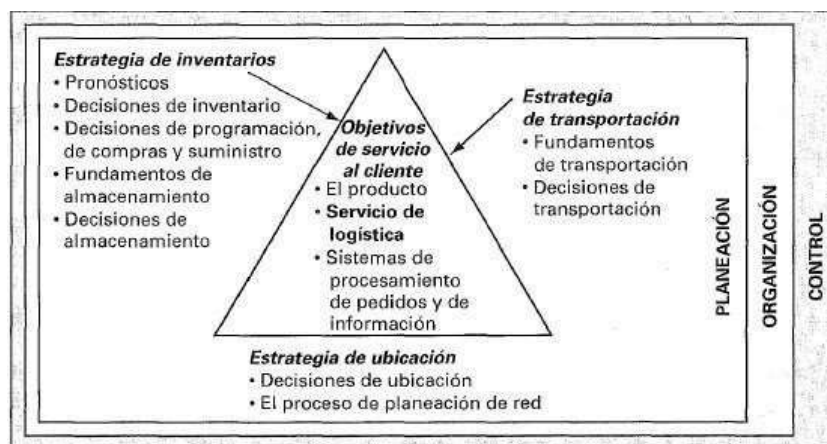 Estrategia de inventarios
• Pronósticos
• Decisiones de inventario
• Decisiones de programación,
de compras y suministro
• Fundamentos de
almacenamiento
• Decisiones de
almacenamiento
Objetivos
de servicio
al cliente
• El producto
• Servicio de
logística
• Sistemas de
procesamiento
de pedidos y de
información
Estrategia
de transportación
• Fundamentos
de transportación
• Decisiones de
transportación
Estrategia de ubicación
• Decisiones de ubicación
• El proceso de planeación de red
PLANEACIÓN
ORGANIZACIÓN
CONTROL